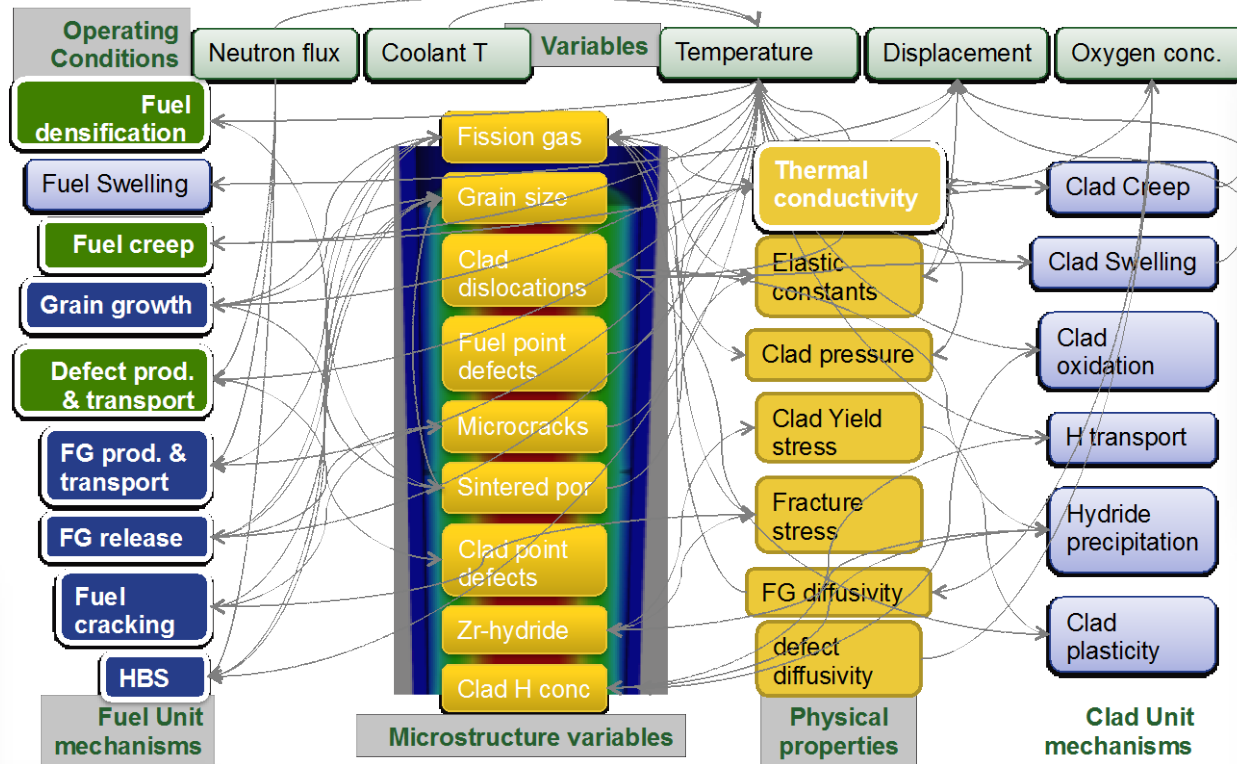 Operating
Conditions
Neutron flux
Coolant T
Variables
Temperature
Displacement
Oxygen conc.
Fuel
densification
Fuel Swelling
Fuel creep
Grain growth
Defect prod.
& transport
FG prod. &
transport
FG release
Fuel
cracking
HBS
Fuel Unit
mechanisms
Fission gas
Grain size
Clad
dislocations
Fuel point
defects
Microcracks
Sintered por
Clad point
defects
Zr-hydride
Clad H conc
Microstructure variables
Thermal
conductivity
Elastic
constants
Clad pressure
Clad Yield
stress
Fracture
stress
FG diffusivity
defect
diffusivity
Physical
properties
Clad Creep
Clad Swelling
Clad
oxidation
H transport
Hydride
precipitation
Clad
plasticity
Clad Unit
mechanisms